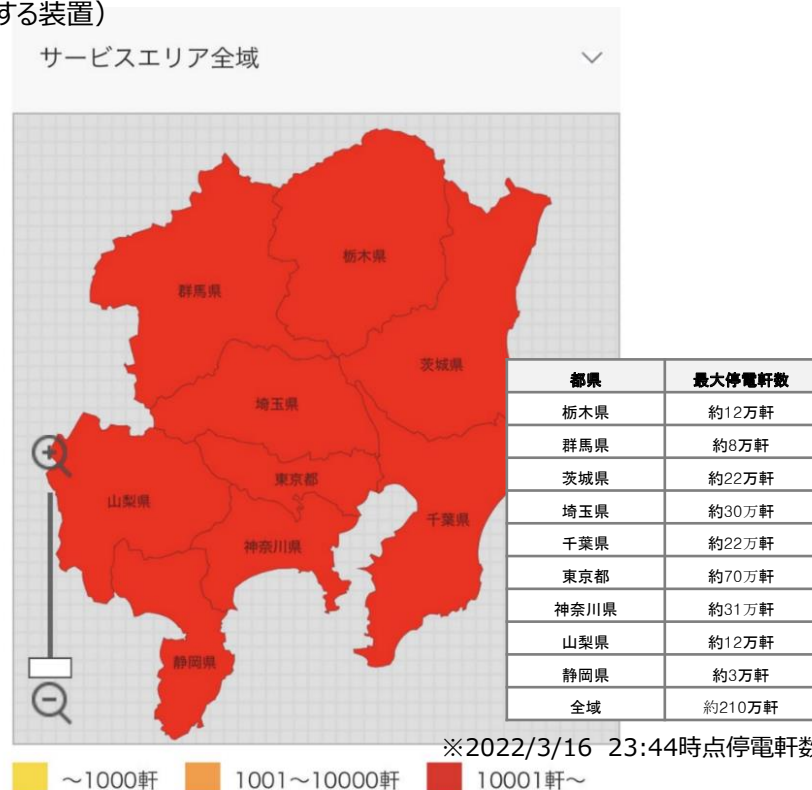 する装置）
サービスエリア全域
栃木県
群馬県
茨城県
埼玉県
東京都
山梨県
千葉県
神奈川県
静岡県
都県 最大停電軒数
栃木県 約12万軒
群馬県 約8万軒
茨城県 約22万軒
埼玉県 約30万軒
千葉県 約22万軒
東京都 約70万軒
神奈川県 約31万軒
山梨県 約12万軒
静岡県 約3万軒
全域 約210万軒
※2022/3/16 23:44時点停電軒数
～1000軒 1001～10000軒 10001軒～